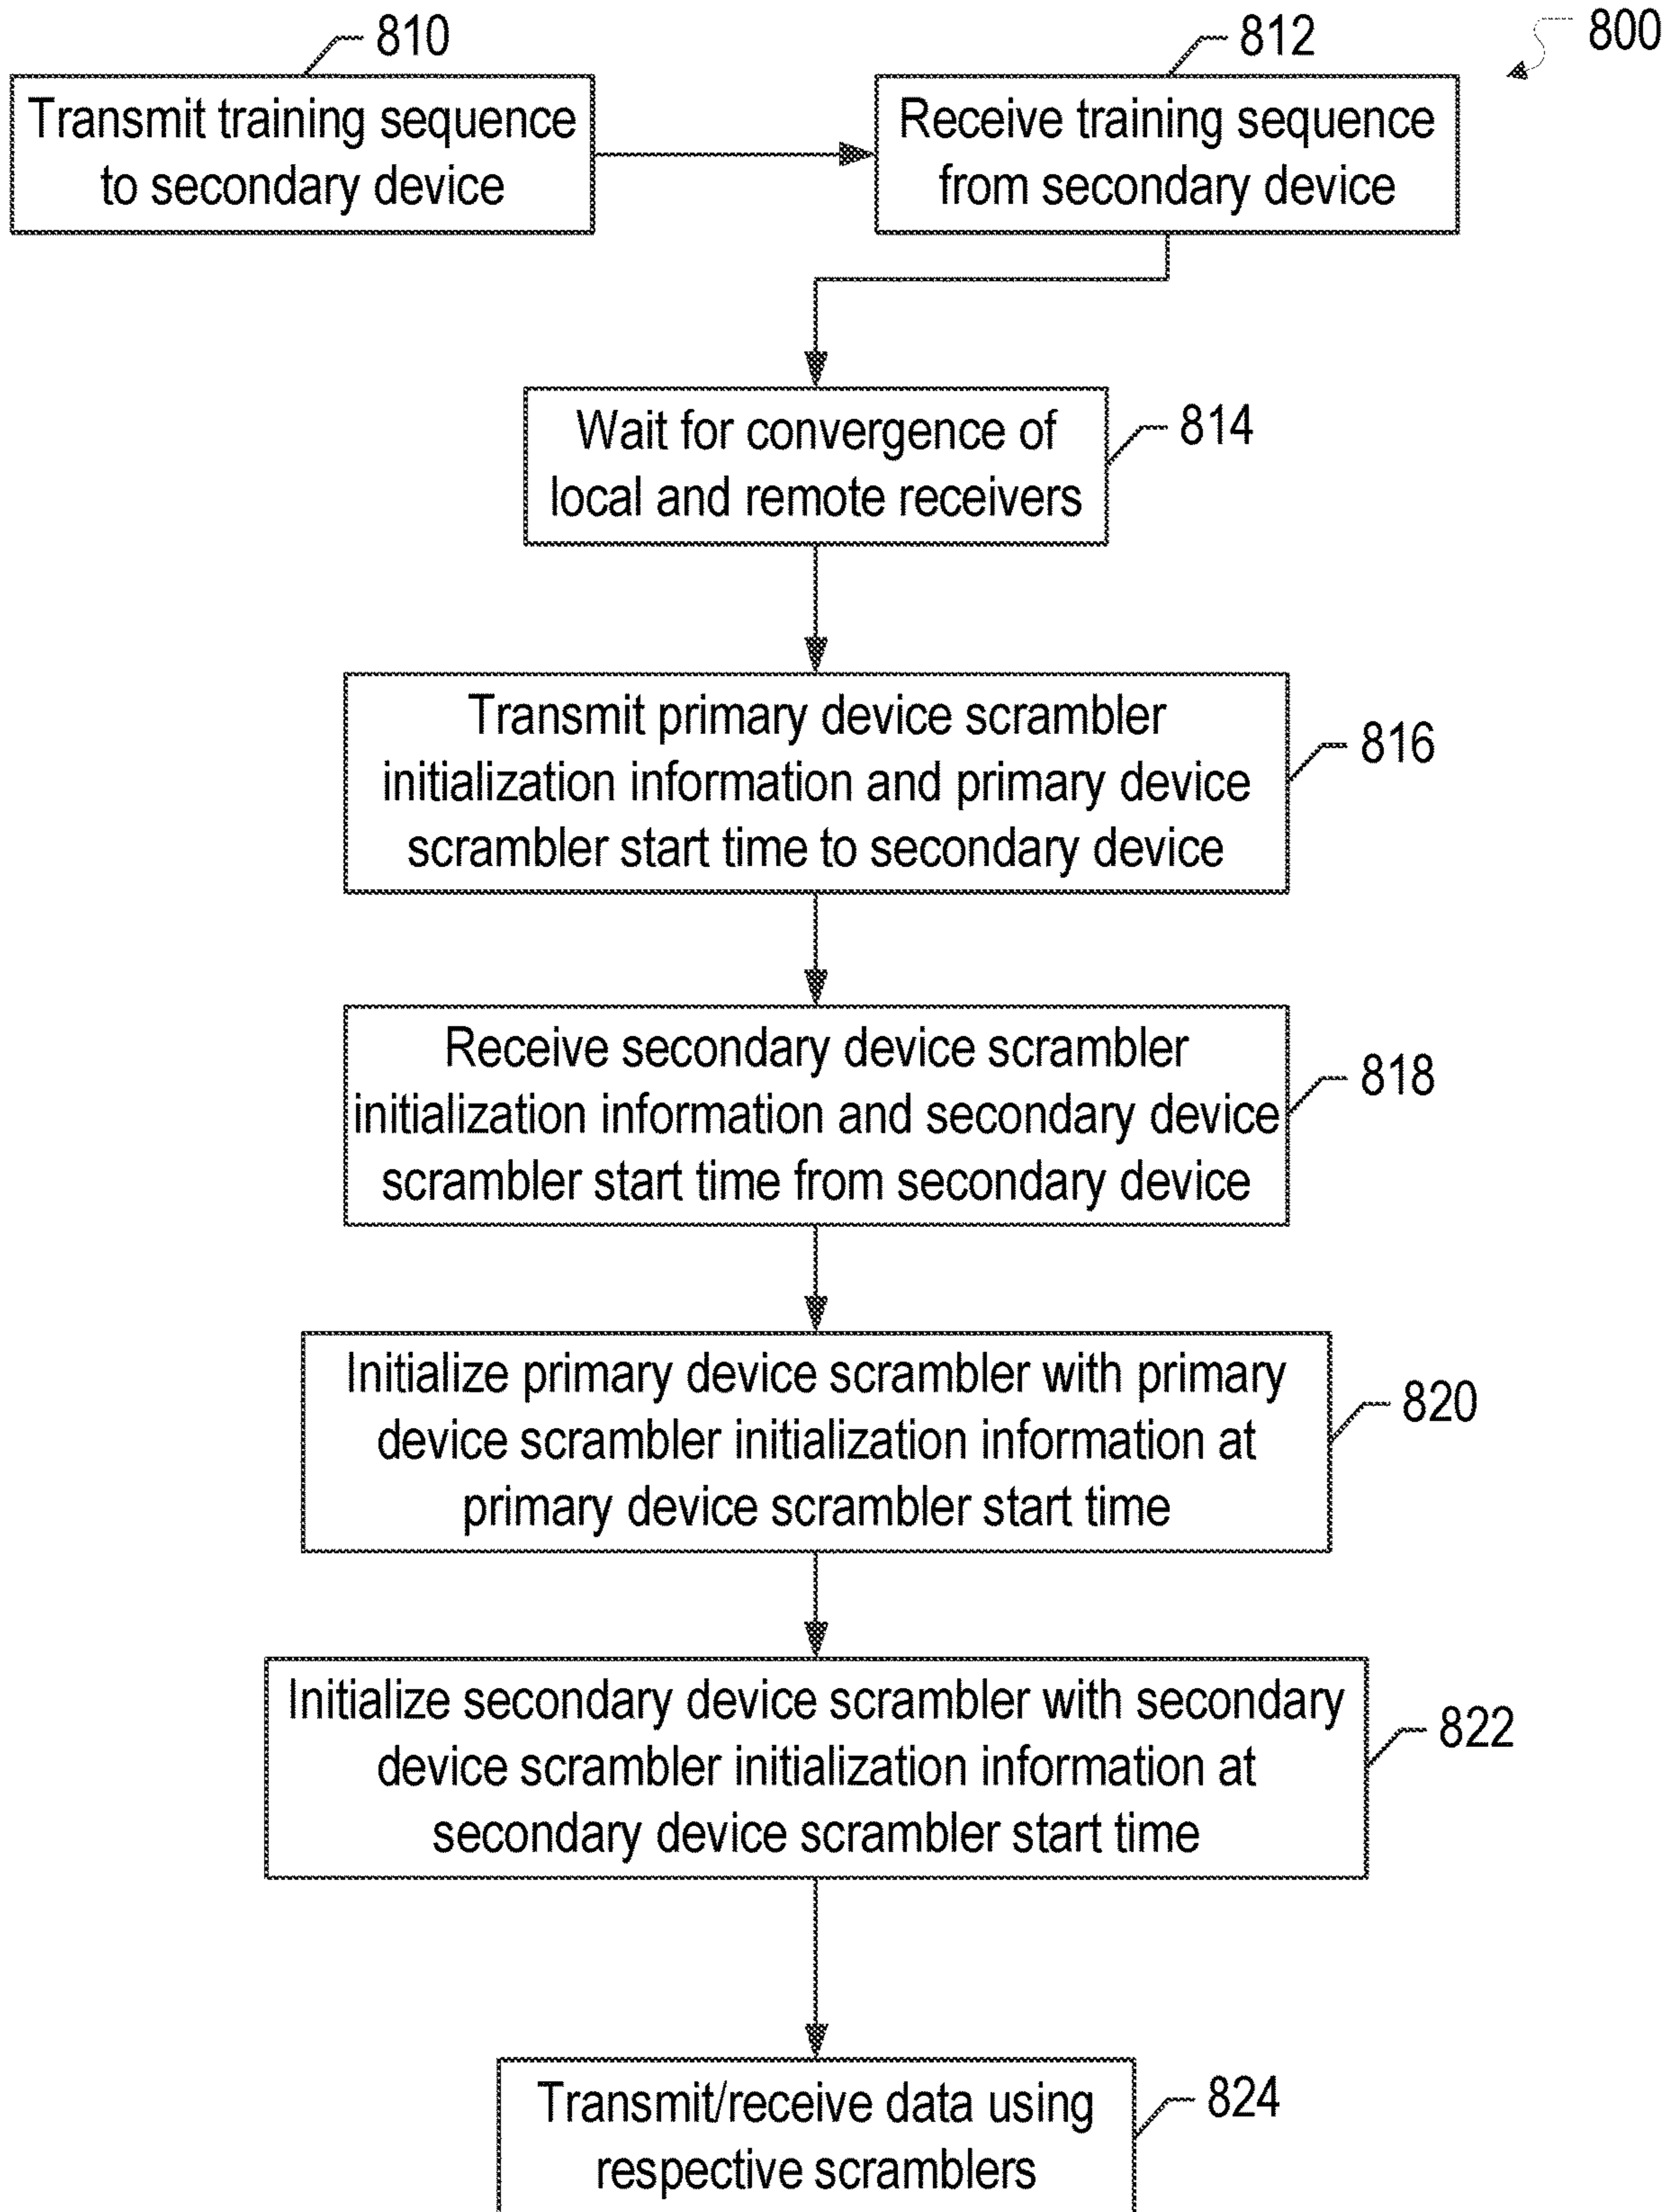 810
812
800
Transmit training sequence
to secondary device
Receive training sequence
from secondary device
Wait for convergence of
local and remote receivers
814
Transmit primary device scrambler
initialization information and primary device
scrambler start time to secondary device
816
Receive secondary device scrambler
initialization information and secondary device
scrambler start time from secondary device
818
Initialize primary device scrambler with primary
device scrambler initialization information at
primary device scrambler start time
820
Initialize secondary device scrambler with secondary
device scrambler initialization information at
secondary device scrambler start time
822
Transmit/receive data using
respective scramblers
824